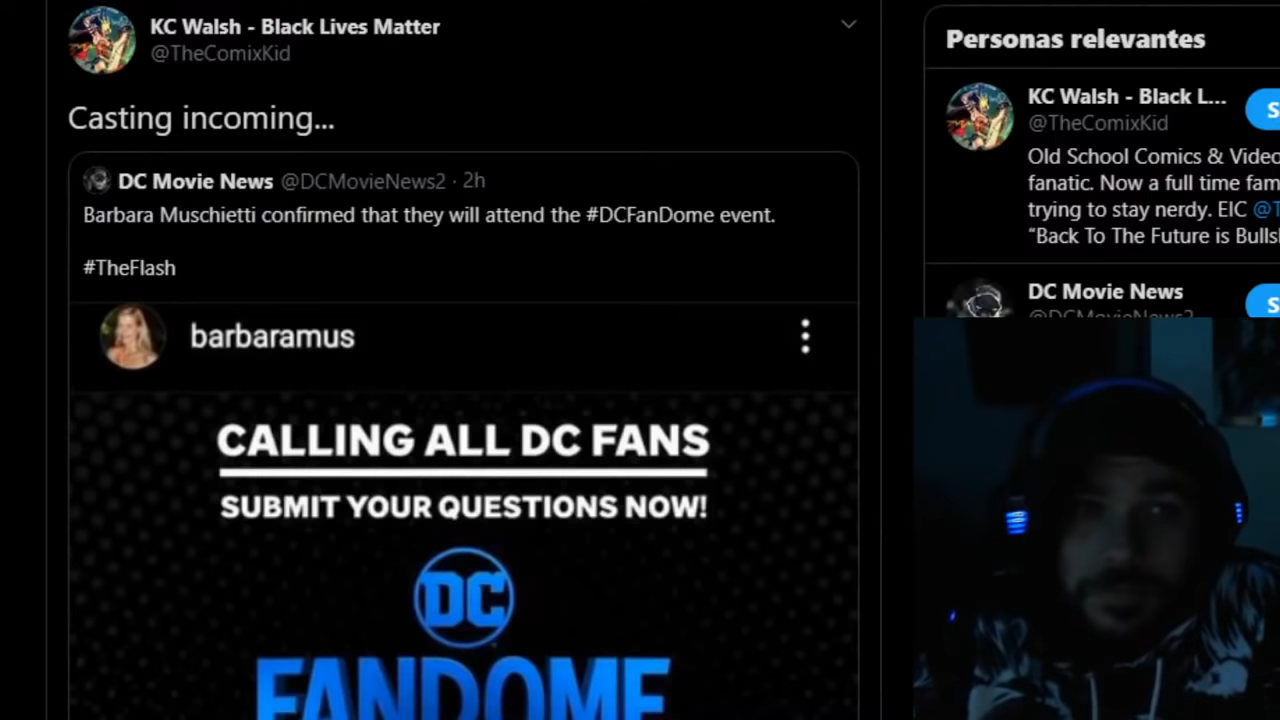 KC Walsh - Black Lives Matter
@TheComixKid
Casting incoming...
DC Movie News @DCMovieNews2 · 2h
Barbara Muschietti confirmed that they will attend the #DCFanDome event.
#TheFlash
barbaramus
CALLING ALL DC FANS
SUBMIT YOUR QUESTIONS NOW!
DC
FANDOME
Personas relevantes
KC Walsh - Black L...
@TheComixKid
Old School Comics & Video
fanatic. Now a full time fam
trying to stay nerdy. EIC @T
“Back To The Future is Bulls
DC Movie News
@DCMovieNews2